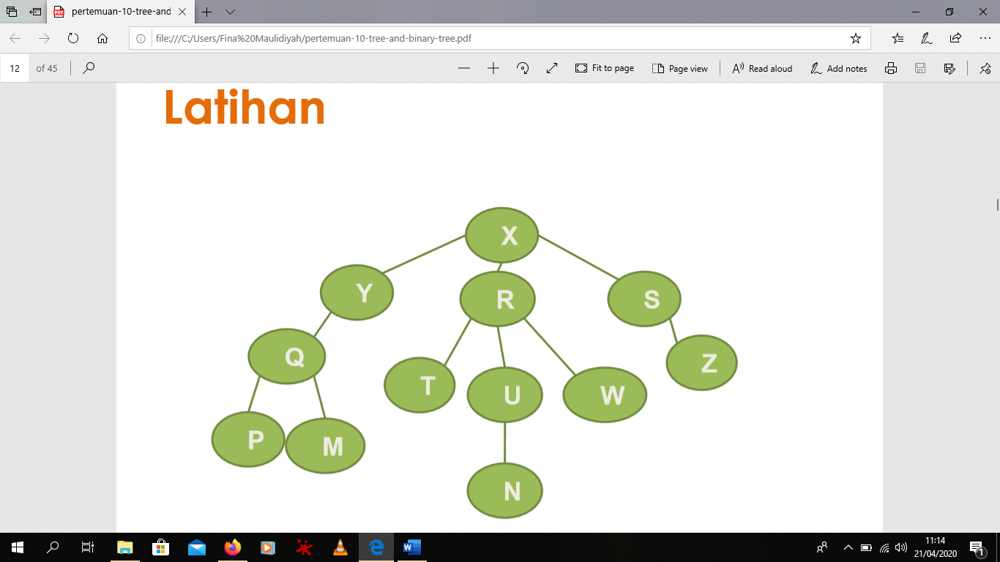 pertemuan-10-tree-and
file:///C:/Users/Fina%20Maulidiyah/pertemuan-10-tree-and-binary-tree.pdf
12 of 45 Fit to page Page view Read aloud Add notes
Latihan
X
Y R S
Q Z
T U W
P M
N
11:14
21/04/2020
1